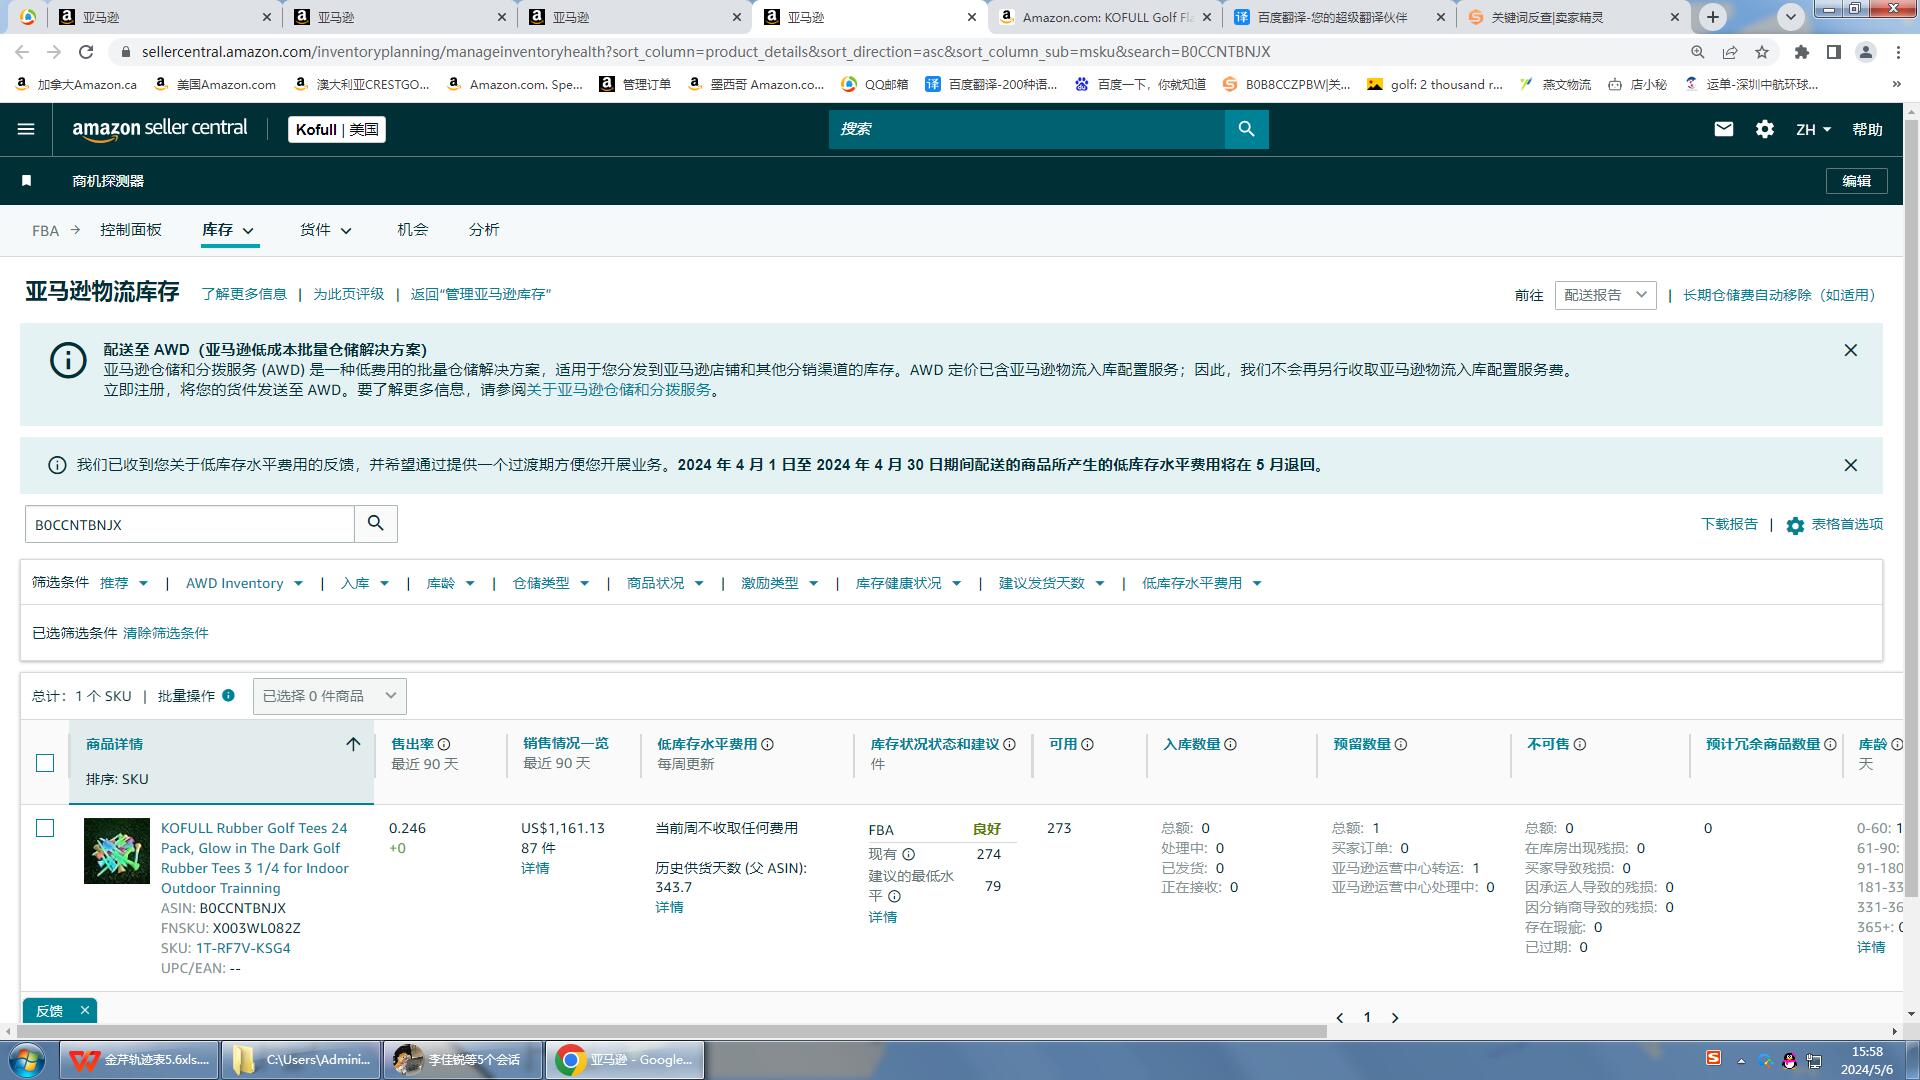 亚马逊
亚马逊
亚马逊
亚马逊
Amazon.com: KOFULL Golf Fla
百度翻译-您的超级翻译伙伴
关键词反查|卖家精灵
sellercentral.amazon.com/inventoryplanning/manageinventoryhealth?sort_column=product_details&sort_direction=asc&sort_column_sub=msku&search=B0CCNTBNJX
加拿大Amazon.ca
美国Amazon.com
澳大利亚CRESTGO...
Amazon.com. Spe...
管理订单
墨西哥 Amazon.co...
QQ邮箱
百度翻译-200种语...
百度一下，你就知道
B0B8CCZPBW|关...
golf: 2 thousand r...
燕文物流
店小秘
运单-深圳中航环球...
amazon seller central
Kofull | 美国
搜索
ZH
帮助
商机探测器
编辑
FBA → 控制面板
库存
货件
机会
分析
亚马逊物流库存
了解更多信息 | 为此页评级 | 返回“管理亚马逊库存”
前往 配送报告 | 长期仓储费自动移除（如适用）
配送至 AWD（亚马逊低成本批量仓储解决方案)
亚马逊仓储和分拨服务 (AWD) 是一种低费用的批量仓储解决方案，适用于您分发到亚马逊店铺和其他分销渠道的库存。AWD 定价已含亚马逊物流入库配置服务；因此，我们不会再另行收取亚马逊物流入库配置服务费。
立即注册，将您的货件发送至 AWD。要了解更多信息，请参阅关于亚马逊仓储和分拨服务。
我们已收到您关于低库存水平费用的反馈，并希望通过提供一个过渡期方便您开展业务。2024 年 4 月 1 日至 2024 年 4 月 30 日期间配送的商品所产生的低库存水平费用将在 5 月退回。
B0CCNTBNJX
下载报告 | 表格首选项
筛选条件 推荐 | AWD Inventory | 入库 | 库龄 | 仓储类型 | 商品状况 | 激励类型 | 库存健康状况 | 建议发货天数 | 低库存水平费用
已选筛选条件 清除筛选条件
总计：1 个 SKU | 批量操作
已选择 0 件商品
商品详情
排序: SKU
售出率
最近 90 天
销售情况一览
最近 90 天
低库存水平费用
每周更新
库存状况状态和建议
件
可用
入库数量
预留数量
不可售
预计冗余商品数量
库龄
天
KOFULL Rubber Golf Tees 24
Pack, Glow in The Dark Golf
Rubber Tees 3 1/4 for Indoor
Outdoor Trainning
ASIN: B0CCNTBNJX
FNSKU: X003WL082Z
SKU: 1T-RF7V-KSG4
UPC/EAN: --
0.246
+0
US$1,161.13
87 件
详情
当前周不收取任何费用
历史供货天数 (父 ASIN):
343.7
详情
FBA 良好
现有 274
建议的最低水
平 79
详情
273
总额: 0
处理中: 0
已发货: 0
正在接收: 0
总额: 1
买家订单: 0
亚马逊运营中心转运: 1
亚马逊运营中心处理中: 0
总额: 0
在库房出现残损: 0
买家导致残损: 0
因承运人导致的残损: 0
因分销商导致的残损: 0
存在瑕疵: 0
已过期: 0
0
0-60: 1
61-90:
91-180
181-33
331-36
365+: 0
详情
反馈
1
金芹轨迹表5.6xls....
C:\Users\Admini...
李佳锐等5个会话
亚马逊 - Google...
15:58
2024/5/6